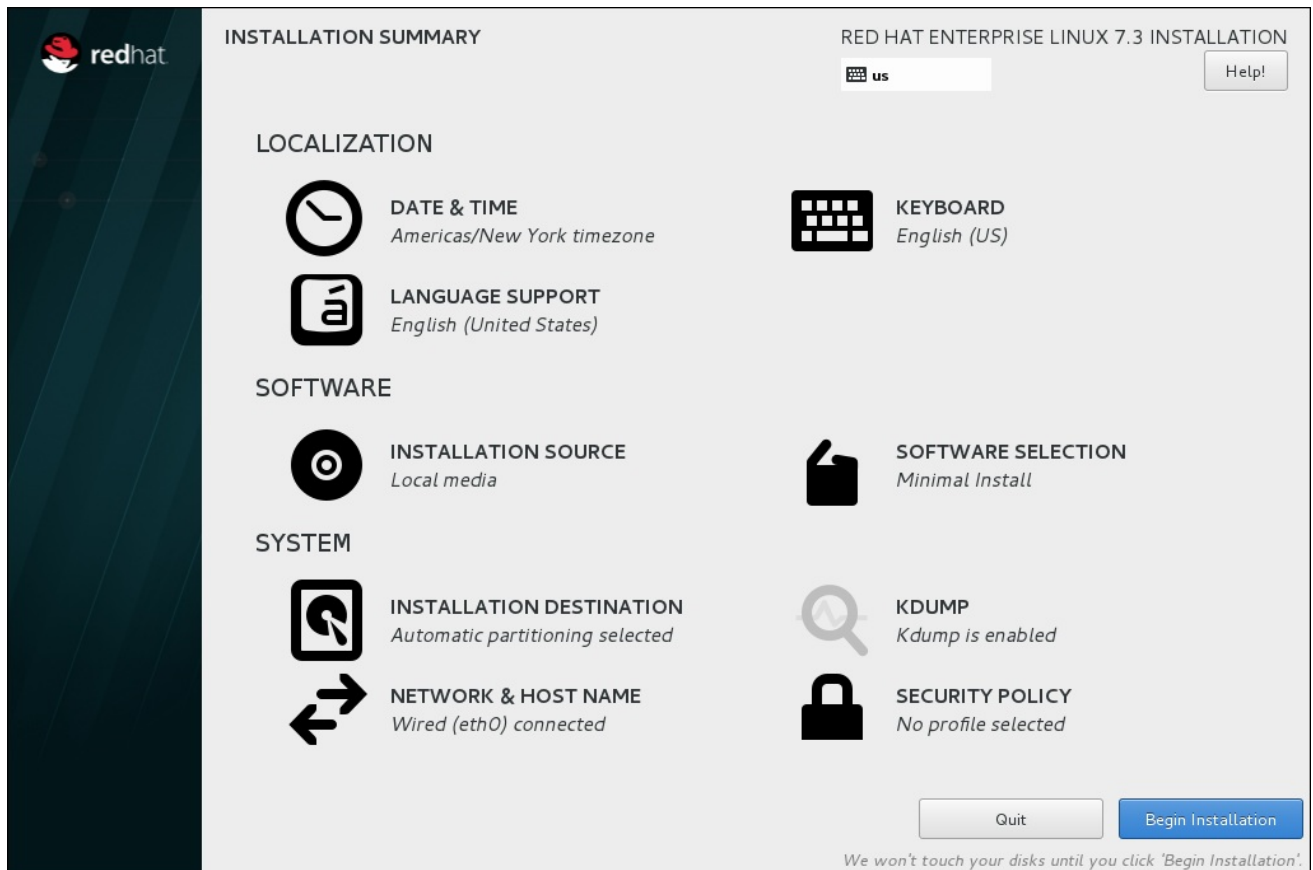 redhat
INSTALLATION SUMMARY
RED HAT ENTERPRISE LINUX 7.3 INSTALLATION
us
Help!
LOCALIZATION
DATE & TIME
Americas/New York timezone
KEYBOARD
English (US)
á
LANGUAGE SUPPORT
English (United States)
SOFTWARE
INSTALLATION SOURCE
Local media
SOFTWARE SELECTION
Minimal Install
SYSTEM
INSTALLATION DESTINATION
Automatic partitioning selected
KDUMP
Kdump is enabled
NETWORK & HOST NAME
Wired (eth0) connected
SECURITY POLICY
No profile selected
Quit
Begin Installation
We won't touch your disks until you click 'Begin Installation'.